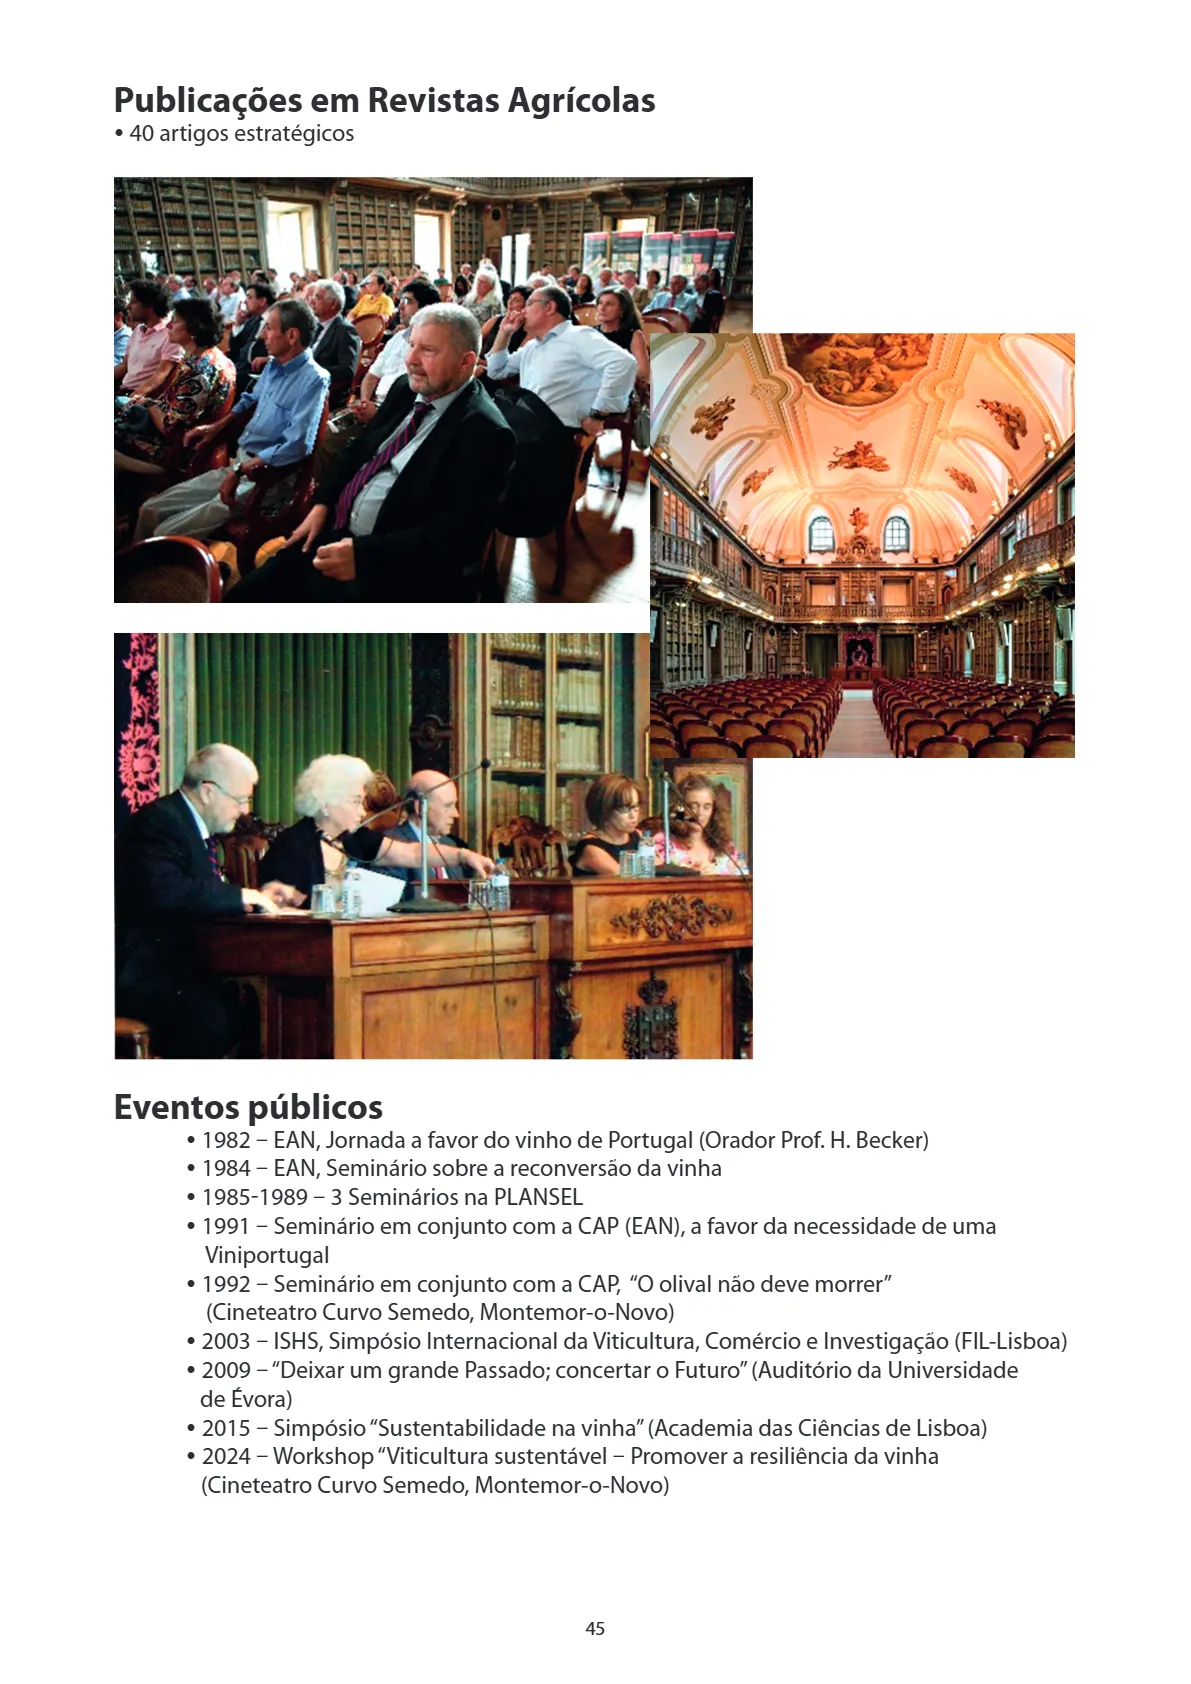 Publicações em Revistas Agrícolas
• 40 artigos estratégicos
Eventos públicos
• 1982 – EAN, Jornada a favor do vinho de Portugal (Orador Prof. H. Becker)
• 1984 – EAN, Seminário sobre a reconversão da vinha
• 1985-1989 – 3 Seminários na PLANSEL
• 1991 – Seminário em conjunto com a CAP (EAN), a favor da necessidade de uma
Viniportugal
• 1992 – Seminário em conjunto com a CAP, “O olival não deve morrer”
(Cineteatro Curvo Semedo, Montemor-o-Novo)
• 2003 – ISHS, Simpósio Internacional da Viticultura, Comércio e Investigação (FIL-Lisboa)
• 2009 – “Deixar um grande Passado; concertar o Futuro” (Auditório da Universidade
de Évora)
• 2015 – Simpósio “Sustentabilidade na vinha” (Academia das Ciências de Lisboa)
• 2024 – Workshop “Viticultura sustentável – Promover a resiliência da vinha
(Cineteatro Curvo Semedo, Montemor-o-Novo)
45